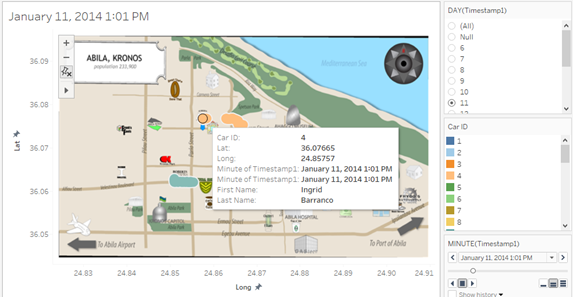 January 11, 2014 1:01 PM
36.09
36.08
36.07
36.06
36.05
Lat
ABILA, KRONOS
population 232,900
Mediterranean Sea
Car ID: 4
Lat: 36.07665
Long: 24.85757
Minute of Timestamp1: January 11, 2014 1:01 PM
Minute of Timestamp1: January 11, 2014 1:01 PM
First Name: Ingrid
Last Name: Barranco
ABILA HOSPITAL
Egeou Avenue
To Abila Airport
To Port of Abila
24.83 24.84 24.85 24.86 24.87 24.88 24.89 24.90 24.91
Long
DAY(Timestamp1)
(All)
Null
6
7
8
9
10
11
Car ID
1
2
3
4
5
6
7
8
MINUTE(Timestamp1)
January 11, 2014 1:01 PM
Show history